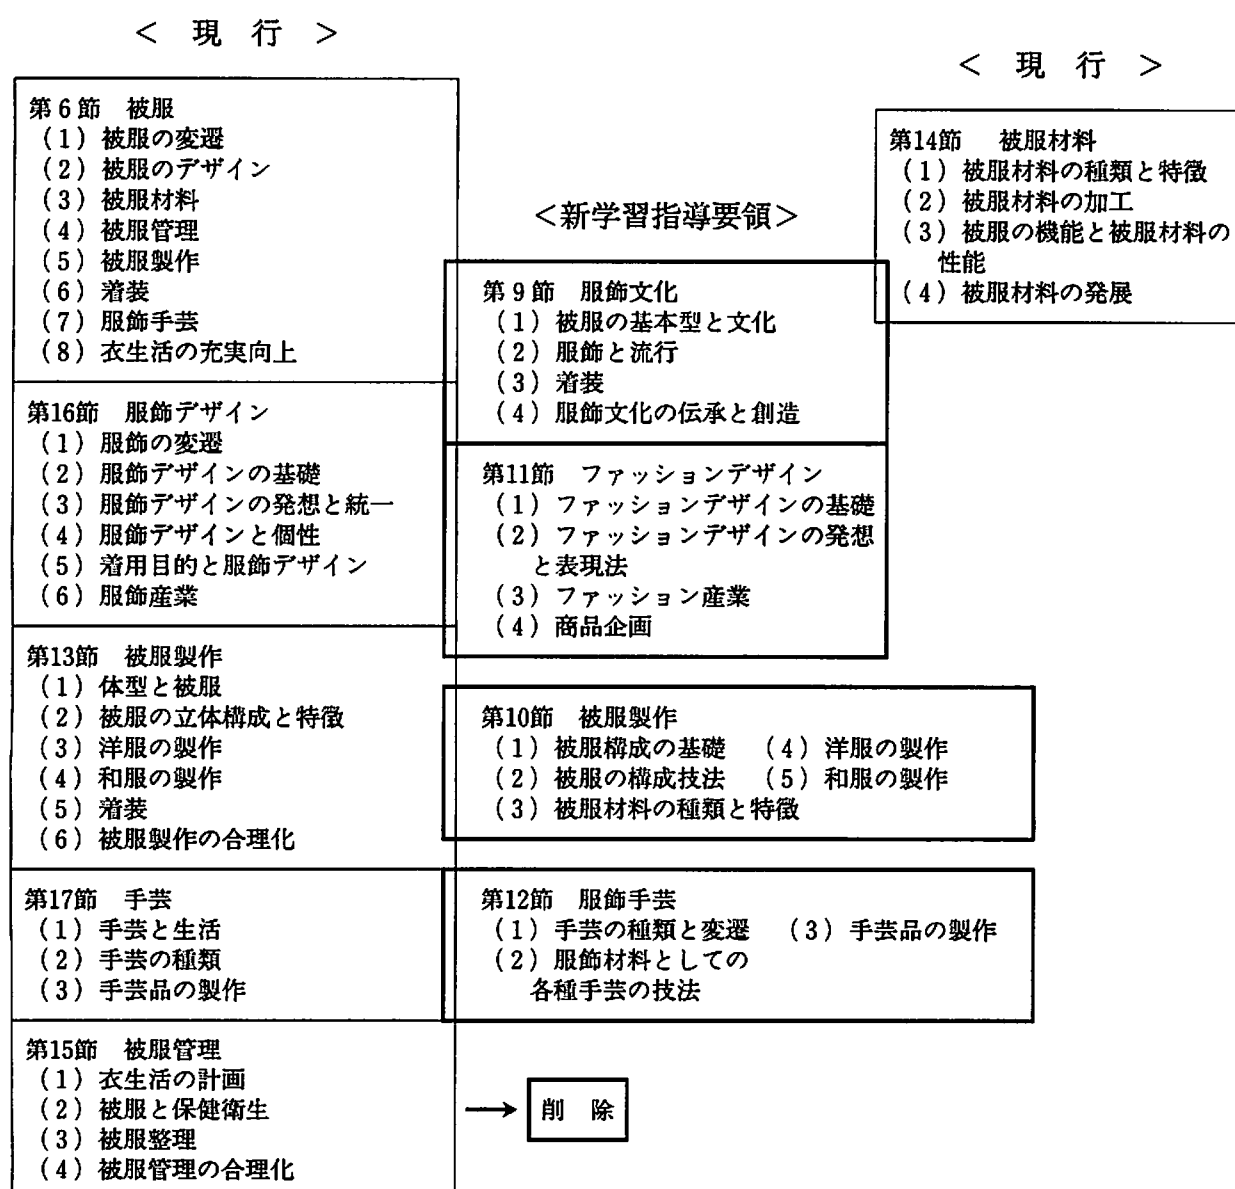 ＜ 現 行 ＞
第6節 被服
(1) 被服の変遷
(2) 被服のデザイン
(3) 被服材料
(4) 被服管理
(5) 被服製作
(6) 着装
(7) 服飾手芸
(8) 衣生活の充実向上
第16節 服飾デザイン
(1) 服飾の変遷
(2) 服飾デザインの基礎
(3) 服飾デザインの発想と統一
(4) 服飾デザインと個性
(5) 着用目的と服飾デザイン
(6) 服飾産業
第13節 被服製作
(1) 体型と被服
(2) 被服の立体構成と特徴
(3) 洋服の製作
(4) 和服の製作
(5) 着装
(6) 被服製作の合理化
第17節 手芸
(1) 手芸と生活
(2) 手芸の種類
(3) 手芸品の製作
第15節 被服管理
(1) 衣生活の計画
(2) 被服と保健衛生
(3) 被服整理
(4) 被服管理の合理化
＜新学習指導要領＞
第9節 服飾文化
(1) 被服の基本型と文化
(2) 服飾と流行
(3) 着装
(4) 服飾文化の伝承と創造
第11節 ファッションデザイン
(1) ファッションデザインの基礎
(2) ファッションデザインの発想
と表現法
(3) ファッション産業
(4) 商品企画
第10節 被服製作
(1) 被服構成の基礎 (4) 洋服の製作
(2) 被服の構成技法 (5) 和服の製作
(3) 被服材料の種類と特徴
第12節 服飾手芸
(1) 手芸の種類と変遷 (3) 手芸品の製作
(2) 服飾材料としての
各種手芸の技法
→ 削 除
＜ 現 行 ＞
第14節 被服材料
(1) 被服材料の種類と特徴
(2) 被服材料の加工
(3) 被服の機能と被服材料の
性能
(4) 被服材料の発展